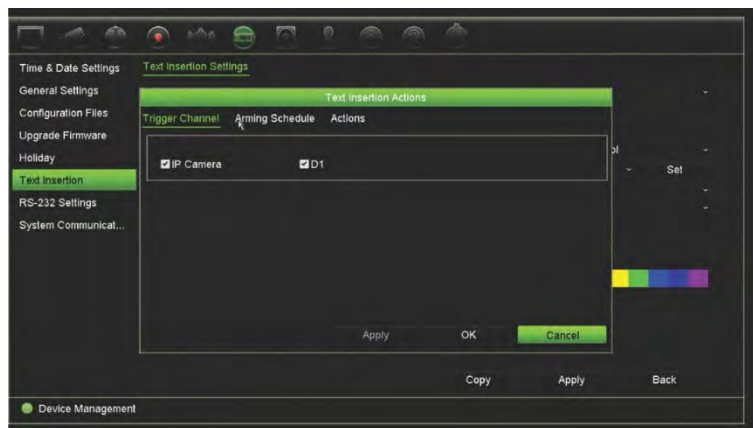 Time & Date Settings
Text Insertion Settings
General Settings
Text Insertion Actions
Configuration Files
Trigger Channel Arming Schedule Actions
Upgrade Firmware
Holiday
IP Camera D1
Set
Text Insertion
RS-232 Settings
System Communicat...
Apply OK Cancel
Copy Apply Back
Device Management